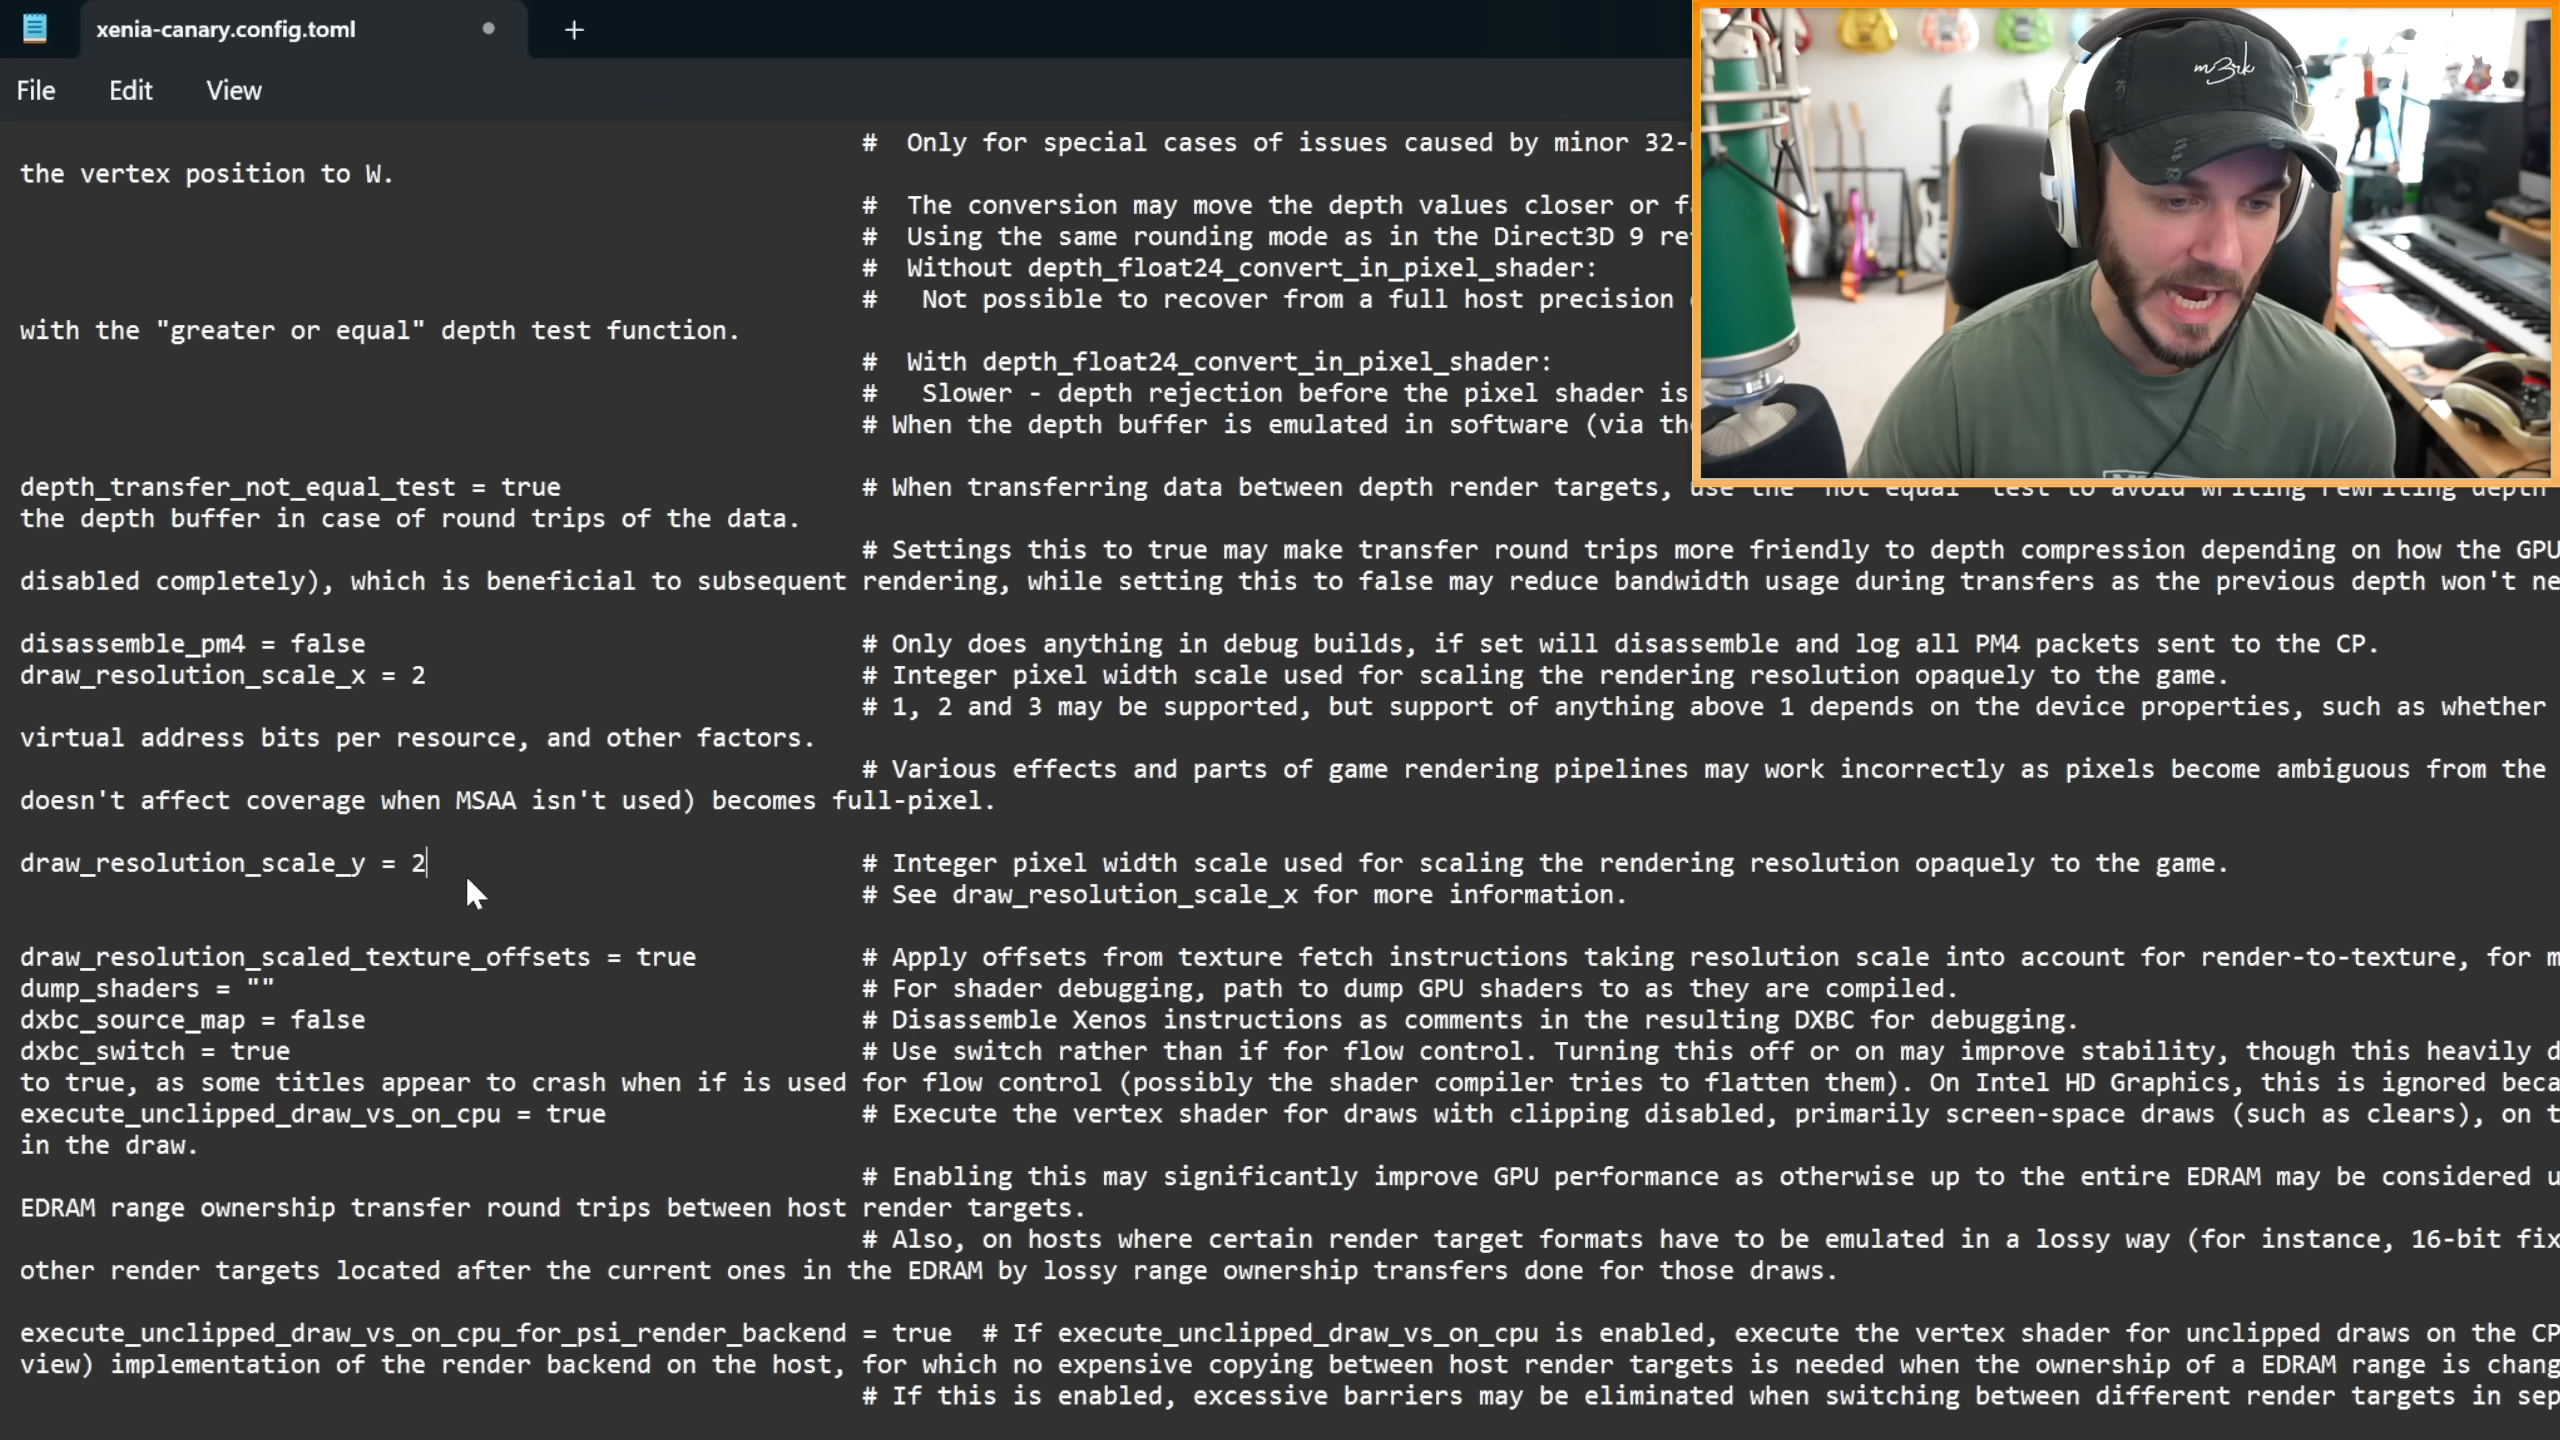 xenia-canary.config.toml
File Edit View
m3rk
# Only for special cases of issues caused by minor 32-
the vertex position to W.
# The conversion may move the depth values closer or
# Using the same rounding mode as in the Direct3D 9
# Without depth_float24_convert_in_pixel_shader:
# Not possible to recover from a full host precision
with the "greater or equal" depth test function.
# With depth_float24_convert_in_pixel_shader:
# Slower - depth rejection before the pixel shader is
# When the depth buffer is emulated in software (via
depth_transfer_not_equal_test = true # When transferring data between depth render targets, use the "not equal" test to avoid writing rewriting depth
the depth buffer in case of round trips of the data.
# Settings this to true may make transfer round trips more friendly to depth compression depending on how the GPU
disabled completely), which is beneficial to subsequent rendering, while setting this to false may reduce bandwidth usage during transfers as the previous depth won't ne
disassemble_pm4 = false # Only does anything in debug builds, if set will disassemble and log all PM4 packets sent to the CP.
draw_resolution_scale_x = 2 # Integer pixel width scale used for scaling the rendering resolution opaquely to the game.
# 1, 2 and 3 may be supported, but support of anything above 1 depends on the device properties, such as whether
virtual address bits per resource, and other factors.
# Various effects and parts of game rendering pipelines may work incorrectly as pixels become ambiguous from the
doesn't affect coverage when MSAA isn't used) becomes full-pixel.
draw_resolution_scale_y = 2 # Integer pixel width scale used for scaling the rendering resolution opaquely to the game.
# See draw_resolution_scale_x for more information.
draw_resolution_scaled_texture_offsets = true # Apply offsets from texture fetch instructions taking resolution scale into account for render-to-texture, for m
dump_shaders = "" # For shader debugging, path to dump GPU shaders to as they are compiled.
dxbc_source_map = false # Disassemble Xenos instructions as comments in the resulting DXBC for debugging.
dxbc_switch = true # Use switch rather than if for flow control. Turning this off or on may improve stability, though this heavily d
to true, as some titles appear to crash when if is used for flow control (possibly the shader compiler tries to flatten them). On Intel HD Graphics, this is ignored beca
execute_unclipped_draw_vs_on_cpu = true # Execute the vertex shader for draws with clipping disabled, primarily screen-space draws (such as clears), on t
in the draw.
# Enabling this may significantly improve GPU performance as otherwise up to the entire EDRAM may be considered u
EDRAM range ownership transfer round trips between host render targets.
# Also, on hosts where certain render target formats have to be emulated in a lossy way (for instance, 16-bit fix
other render targets located after the current ones in the EDRAM by lossy range ownership transfers done for those draws.
execute_unclipped_draw_vs_on_cpu_for_psi_render_backend = true # If execute_unclipped_draw_vs_on_cpu is enabled, execute the vertex shader for unclipped draws on the CP
view) implementation of the render backend on the host, for which no expensive copying between host render targets is needed when the ownership of a EDRAM range is chang
# If this is enabled, excessive barriers may be eliminated when switching between different render targets in sep